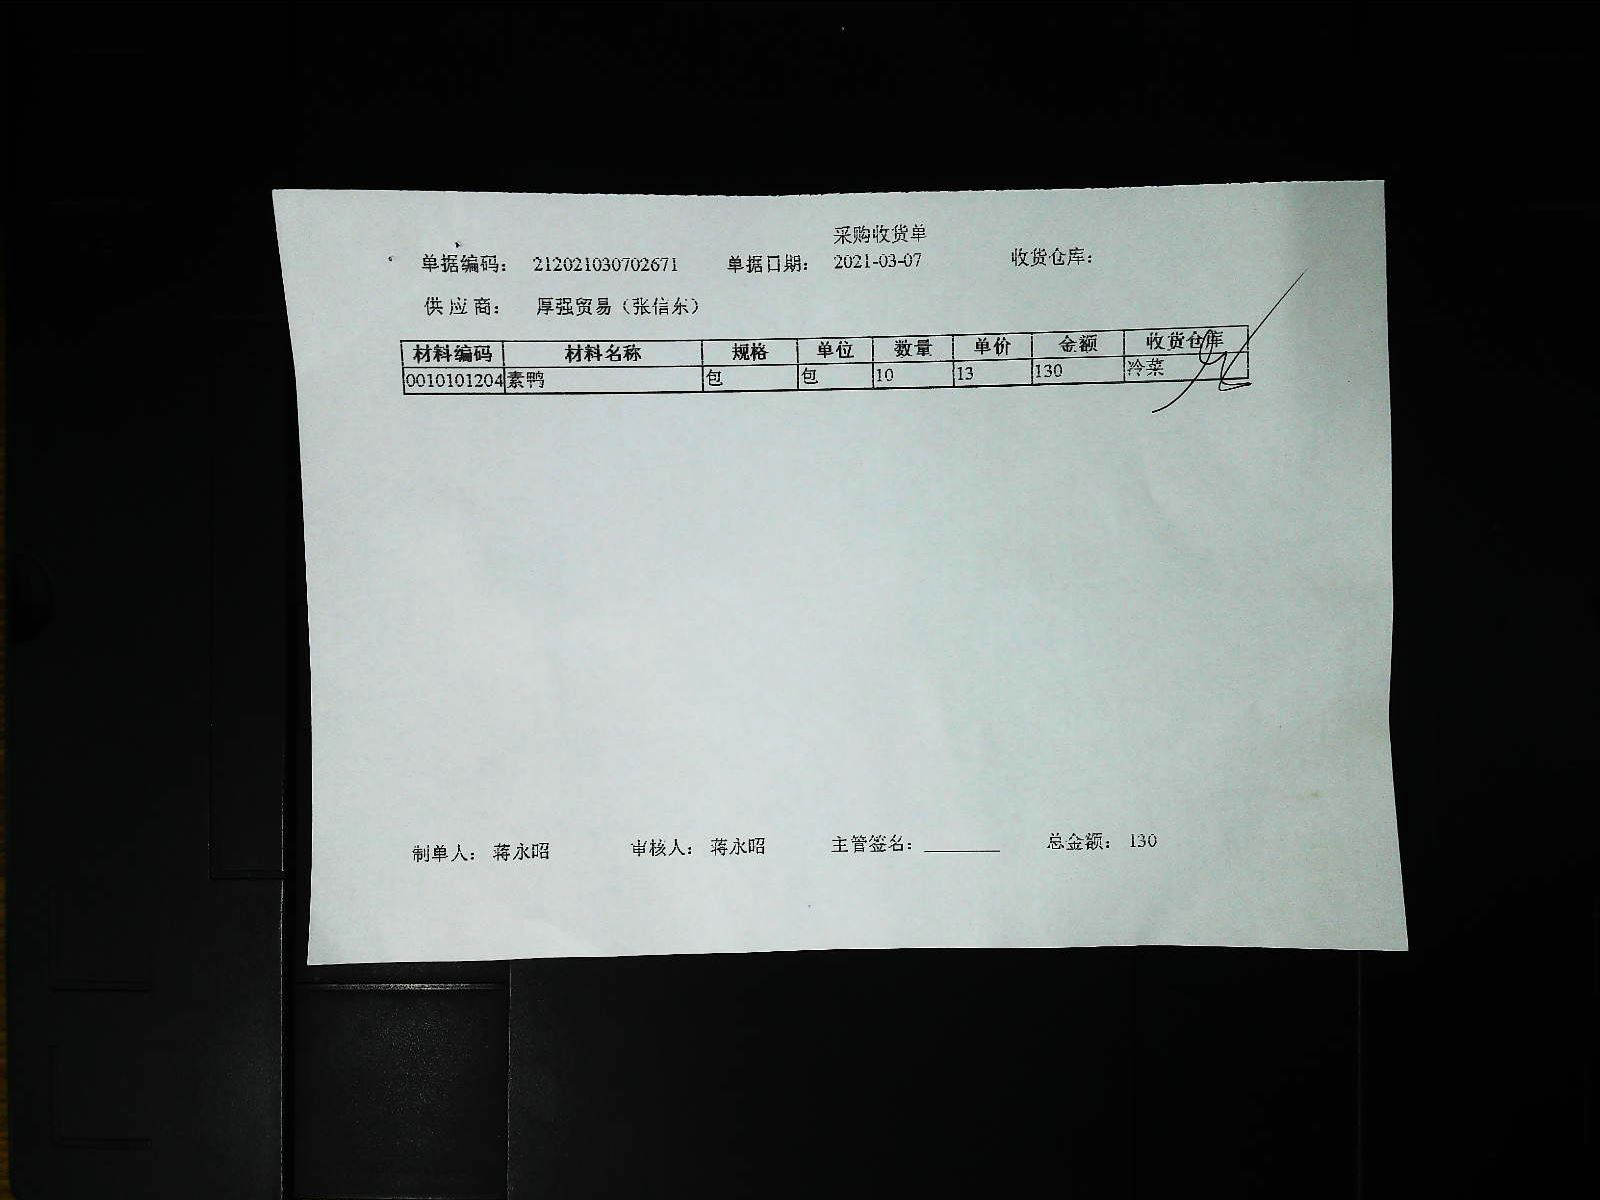 采购收货单
单据编码： 212021030702671 单据日期： 2021-03-07 收货仓库：
供应商： 厚强贸易（张信东）
材料编码 材料名称 规格 单位 数量 单价 金额 收货仓库
0010101204 素鸭 包 包 10 13 130 冷菜
制单人： 蒋永昭 审核人： 蒋永昭 主管签名：________ 总金额： 130